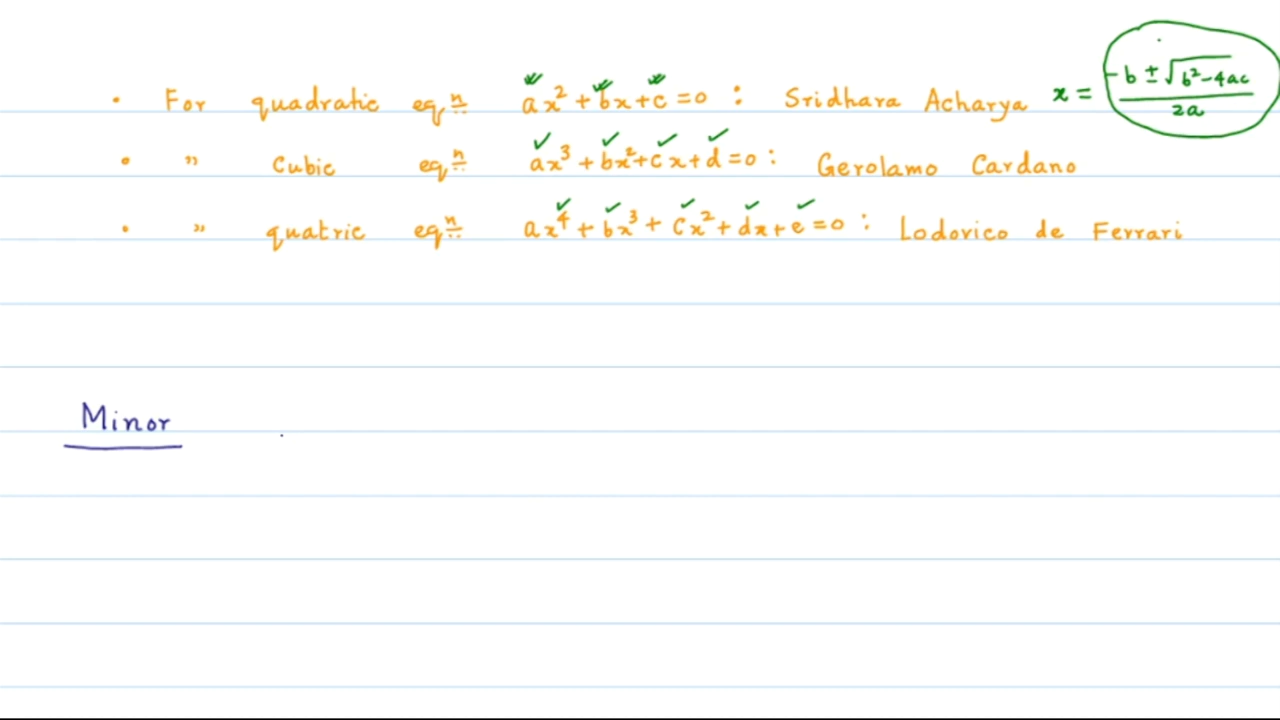 • For quadratic eqⁿ ax² + bx + c = 0 : Sridhara Acharya x = (-b ± √(b² - 4ac)) / 2a
• " Cubic eqⁿ ax³ + bx² + cx + d = 0 : Gerolamo Cardano
• " quatric eqⁿ ax⁴ + bx³ + cx² + dx + e = 0 : Lodovico de Ferrari
Minor